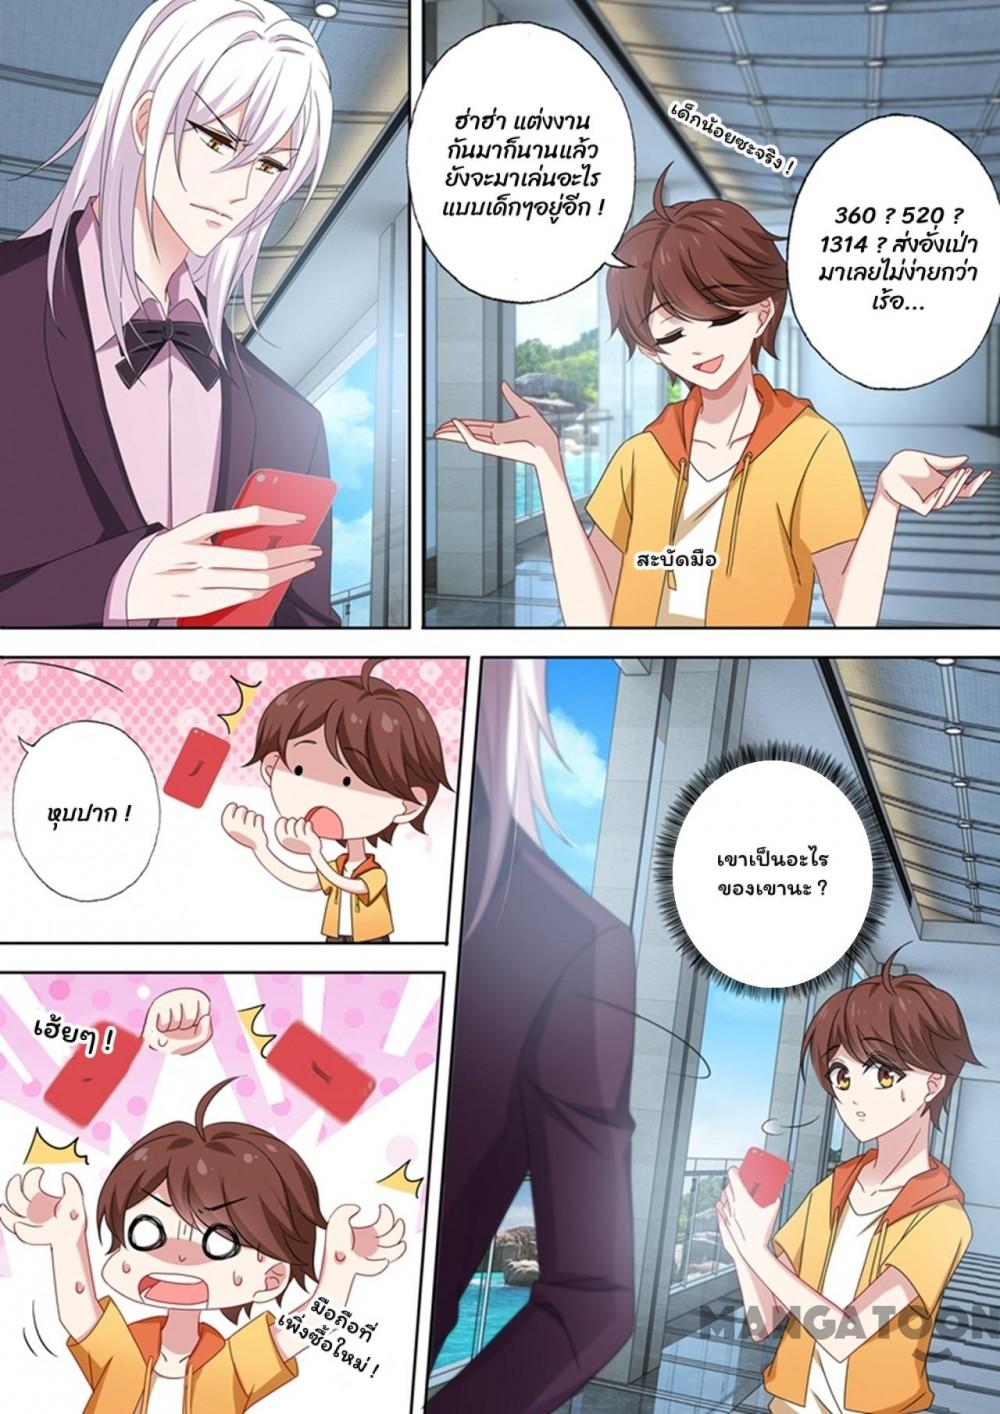 ฮ่าฮ่า แต่งงาน
กันมาก็นานแล้ว
ยังจะมาเล่นอะไร
แบบเด็กๆอยู่อีก !
เด็กน้อยซะจริง !
360 ? 520 ?
1314 ? ส่งอั่งเปา
มาเลยไม่ง่ายกว่า
เร้อ...
สะบัดมือ
หุบปาก !
เขาเป็นอะไร
ของเขานะ ?
เฮ้ยๆ !
มือถือที่
เพิ่งซื้อใหม่ !
MANGATOON